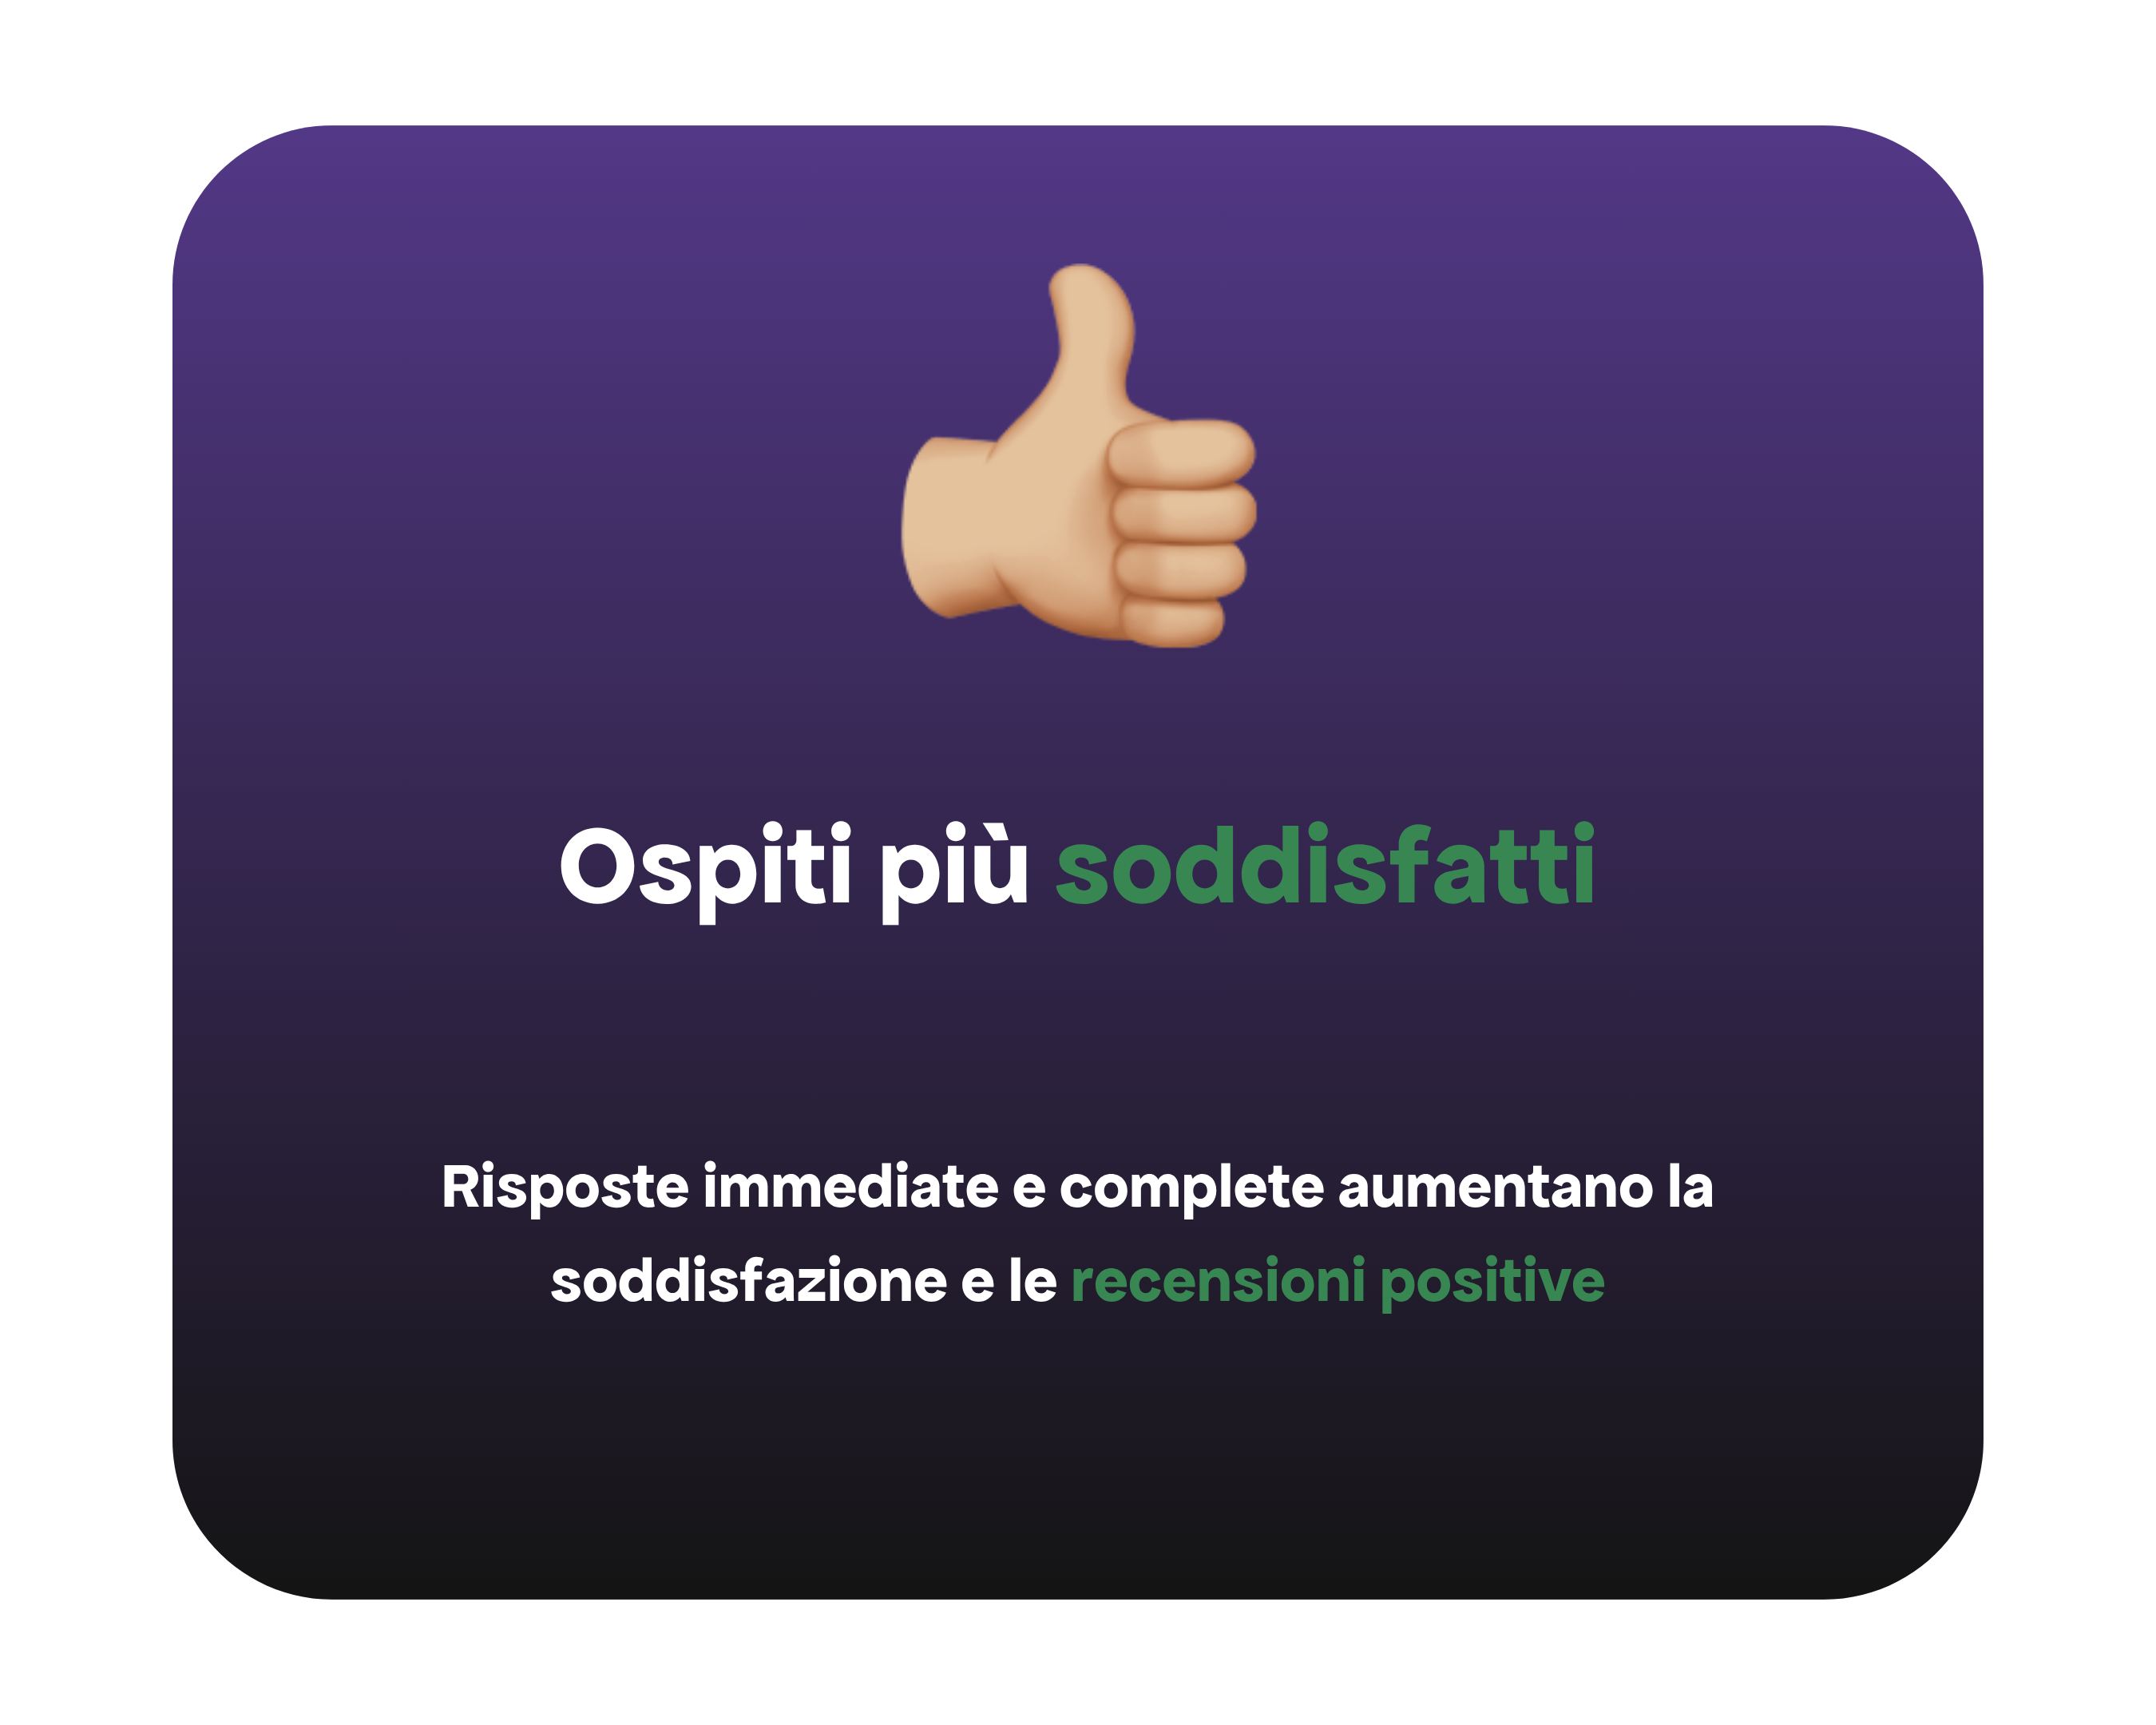 Ospiti più soddisfatti
Risposte immediate e complete aumentano la
soddisfazione e le recensioni positive